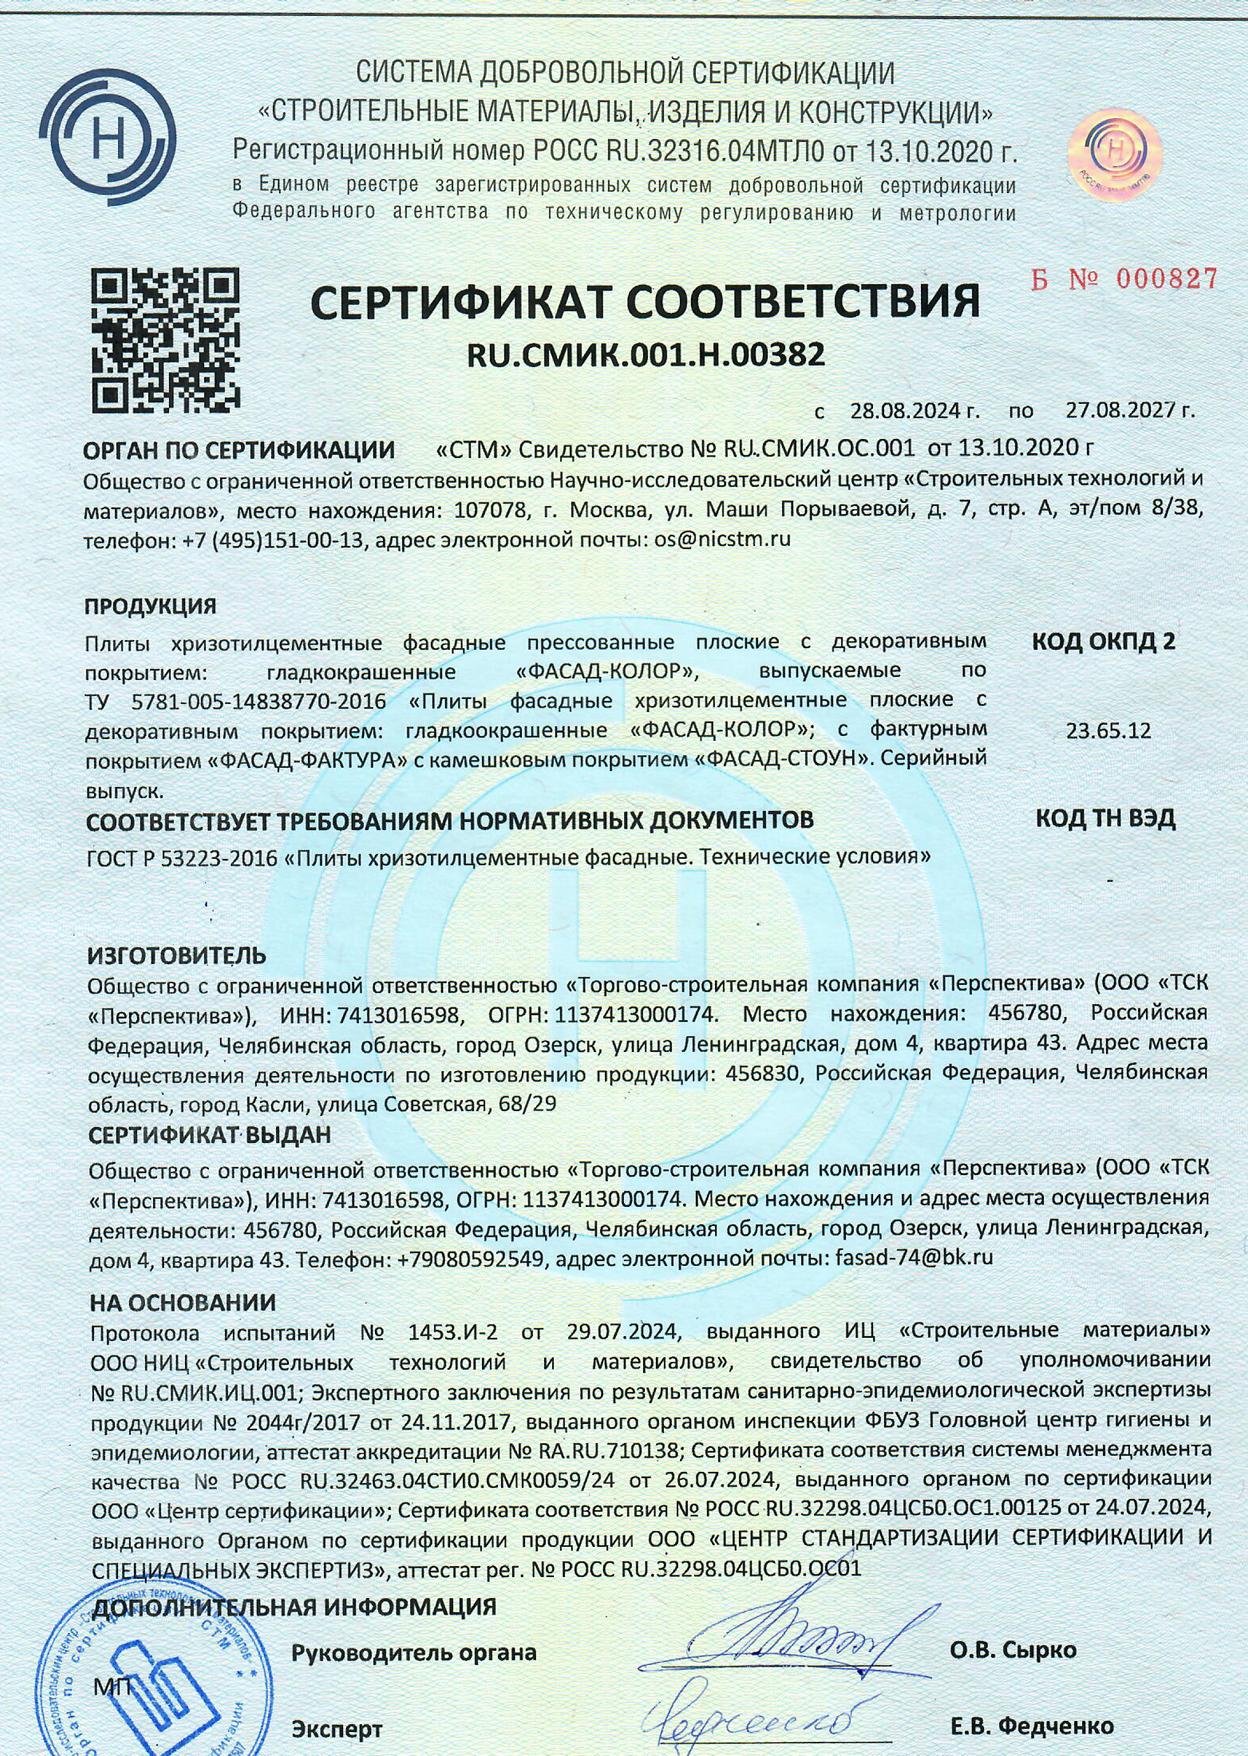 СИСТЕМА ДОБРОВОЛЬНОЙ СЕРТИФИКАЦИИ
«СТРОИТЕЛЬНЫЕ МАТЕРИАЛЫ, ИЗДЕЛИЯ И КОНСТРУКЦИИ»
Регистрационный номер РОСС RU.32316.04МТЛ0 от 13.10.2020 г.
в Едином реестре зарегистрированных систем добровольной сертификации
Федерального агентства по техническому регулированию и метрологии
Н
Н
Б № 000827
СЕРТИФИКАТ СООТВЕТСТВИЯ
RU.СМИК.001.Н.00382
с 28.08.2024 г. по 27.08.2027 г.
ОРГАН ПО СЕРТИФИКАЦИИ «СТМ» Свидетельство № RU.СМИК.ОС.001 от 13.10.2020 г
Общество с ограниченной ответственностью Научно-исследовательский центр «Строительных технологий и
материалов», место нахождения: 107078, г. Москва, ул. Маши Порываевой, д. 7, стр. А, эт/пом 8/38,
телефон: +7 (495)151-00-13, адрес электронной почты: os@nicstm.ru
ПРОДУКЦИЯ
Плиты хризотилцементные фасадные прессованные плоские с декоративным
покрытием: гладкокрашенные «ФАСАД-КОЛОР», выпускаемые по
ТУ 5781-005-14838770-2016 «Плиты фасадные хризотилцементные плоские с
декоративным покрытием: гладкоокрашенные «ФАСАД-КОЛОР»; с фактурным
покрытием «ФАСАД-ФАКТУРА» с камешковым покрытием «ФАСАД-СТОУН». Серийный
выпуск.
КОД ОКПД 2
23.65.12
СООТВЕТСТВУЕТ ТРЕБОВАНИЯМ НОРМАТИВНЫХ ДОКУМЕНТОВ
КОД ТН ВЭД
ГОСТ Р 53223-2016 «Плиты хризотилцементные фасадные. Технические условия»
-
ИЗГОТОВИТЕЛЬ
Общество с ограниченной ответственностью «Торгово-строительная компания «Перспектива» (ООО «ТСК
«Перспектива»), ИНН: 7413016598, ОГРН: 1137413000174. Место нахождения: 456780, Российская
Федерация, Челябинская область, город Озерск, улица Ленинградская, дом 4, квартира 43. Адрес места
осуществления деятельности по изготовлению продукции: 456830, Российская Федерация, Челябинская
область, город Касли, улица Советская, 68/29
СЕРТИФИКАТ ВЫДАН
Общество с ограниченной ответственностью «Торгово-строительная компания «Перспектива» (ООО «ТСК
«Перспектива»), ИНН: 7413016598, ОГРН: 1137413000174. Место нахождения и адрес места осуществления
деятельности: 456780, Российская Федерация, Челябинская область, город Озерск, улица Ленинградская,
дом 4, квартира 43. Телефон: +79080592549, адрес электронной почты: fasad-74@bk.ru
НА ОСНОВАНИИ
Протокола испытаний № 1453.И-2 от 29.07.2024, выданного ИЦ «Строительные материалы»
ООО НИЦ «Строительных технологий и материалов», свидетельство об уполномочивании
№ RU.СМИК.ИЦ.001; Экспертного заключения по результатам санитарно-эпидемиологической экспертизы
продукции № 2044г/2017 от 24.11.2017, выданного органом инспекции ФБУЗ Головной центр гигиены и
эпидемиологии, аттестат аккредитации № RA.RU.710138; Сертификата соответствия системы менеджмента
качества № РОСС RU.32463.04СТИ0.СМК0059/24 от 26.07.2024, выданного органом по сертификации
ООО «Центр сертификации»; Сертификата соответствия № РОСС RU.32298.04ЦСБ0.ОС1.00125 от 24.07.2024,
выданного Органом по сертификации продукции ООО «ЦЕНТР СТАНДАРТИЗАЦИИ СЕРТИФИКАЦИИ И
СПЕЦИАЛЬНЫХ ЭКСПЕРТИЗ», аттестат рег. № РОСС RU.32298.04ЦСБ0.ОС01
ДОПОЛНИТЕЛЬНАЯ ИНФОРМАЦИЯ
Руководитель органа
О.В. Сырко
МП
Эксперт
Федченко
Е.В. Федченко